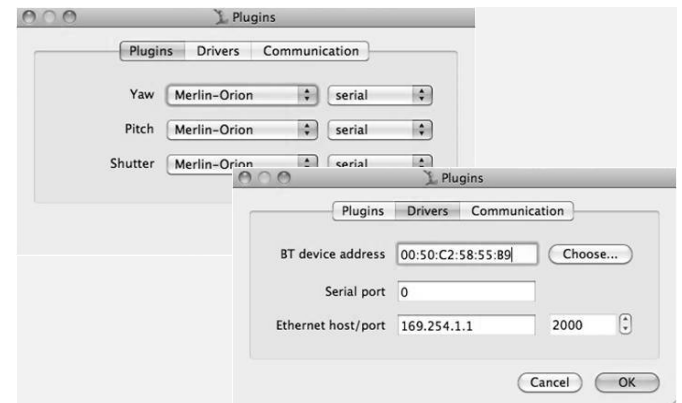 Plugins
Plugins Drivers Communication
Yaw Merlin-Orion serial
Pitch Merlin-Orion serial
Shutter Merlin-Orion serial
Plugins
Plugins Drivers Communication
BT device address 00:50:C2:58:55:B9 Choose...
Serial port 0
Ethernet host/port 169.254.1.1 2000
Cancel OK